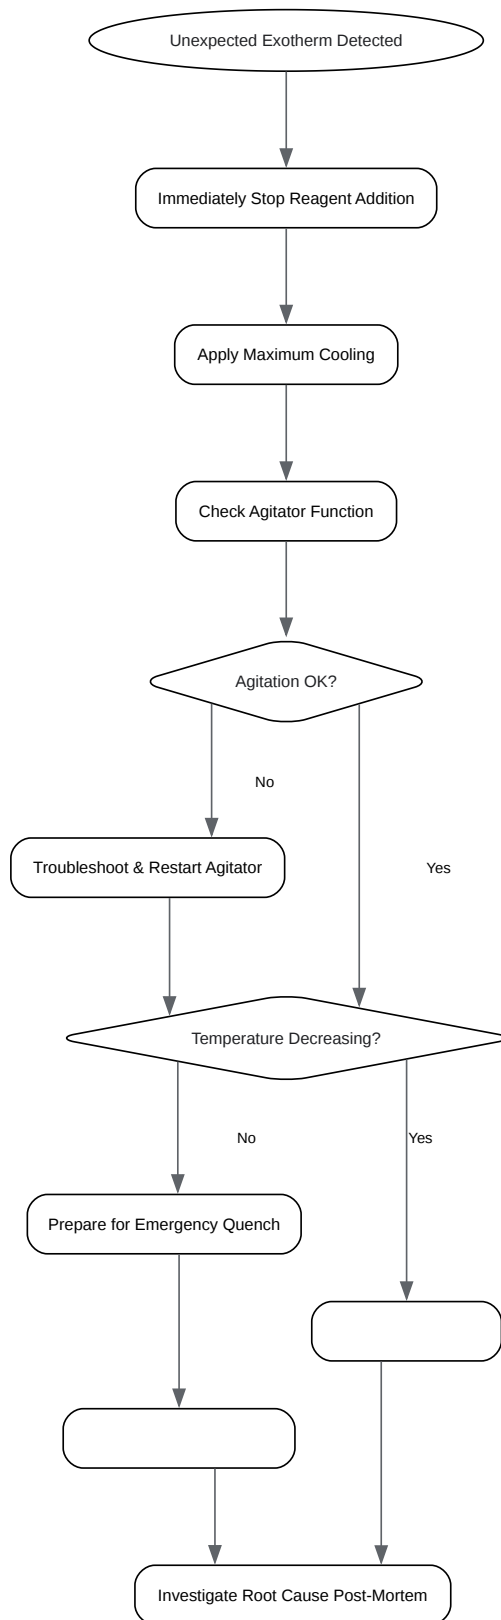 Unexpected Exotherm Detected
Immediately Stop Reagent Addition
Apply Maximum Cooling
Check Agitator Function
Agitation OK?
No
Troubleshoot & Restart Agitator
Yes
Temperature Decreasing?
No
Yes
Prepare for Emergency Quench
Investigate Root Cause Post-Mortem